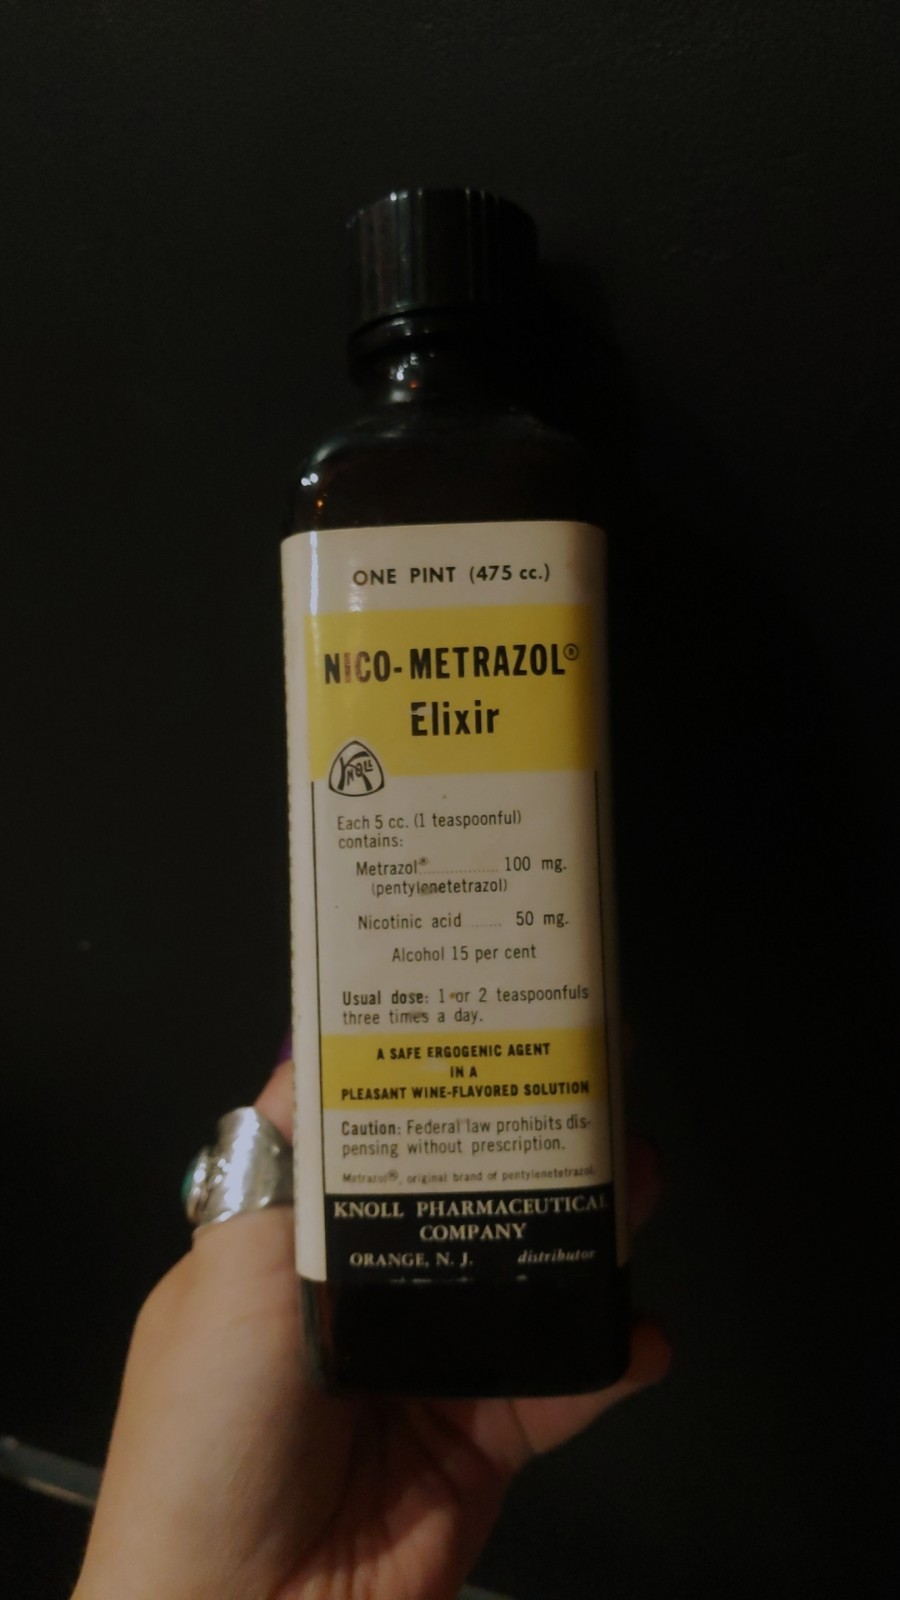 ONE PINT (475 cc.)
NICO-METRAZOL®
Elixir
KNOLL
Each 5 cc. (1 teaspoonful)
contains:
Metrazol®.................. 100 mg.
(pentylenetetrazol)
Nicotinic acid ....... 50 mg.
Alcohol 15 per cent
Usual dose: 1 or 2 teaspoonfuls
three times a day.
A SAFE ERGOGENIC AGENT
IN A
PLEASANT WINE-FLAVORED SOLUTION
Caution: Federal law prohibits dis-
pensing without prescription.
Metrazol®, original brand of pentylenetetrazol.
KNOLL PHARMACEUTICAL
COMPANY
ORANGE, N. J. distributor